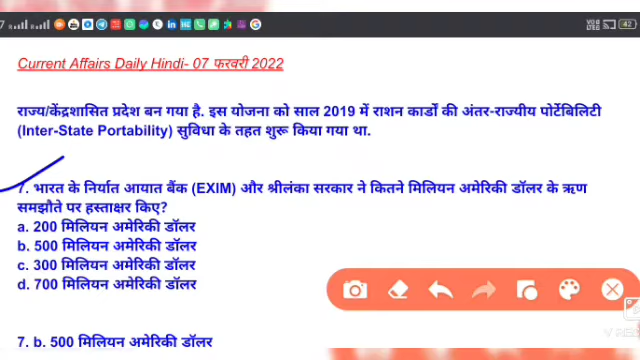 Current Affairs Daily Hindi- 07 फरवरी 2022
राज्य/केंद्रशासित प्रदेश बन गया है. इस योजना को साल 2019 में राशन कार्डों की अंतर-राज्यीय पोर्टेबिलिटी
(Inter-State Portability) सुविधा के तहत शुरू किया गया था.
7. भारत के निर्यात आयात बैंक (EXIM) और श्रीलंका सरकार ने कितने मिलियन अमेरिकी डॉलर के ऋण
समझौते पर हस्ताक्षर किए?
a. 200 मिलियन अमेरिकी डॉलर
b. 500 मिलियन अमेरिकी डॉलर
c. 300 मिलियन अमेरिकी डॉलर
d. 700 मिलियन अमेरिकी डॉलर
7. b. 500 मिलियन अमेरिकी डॉलर